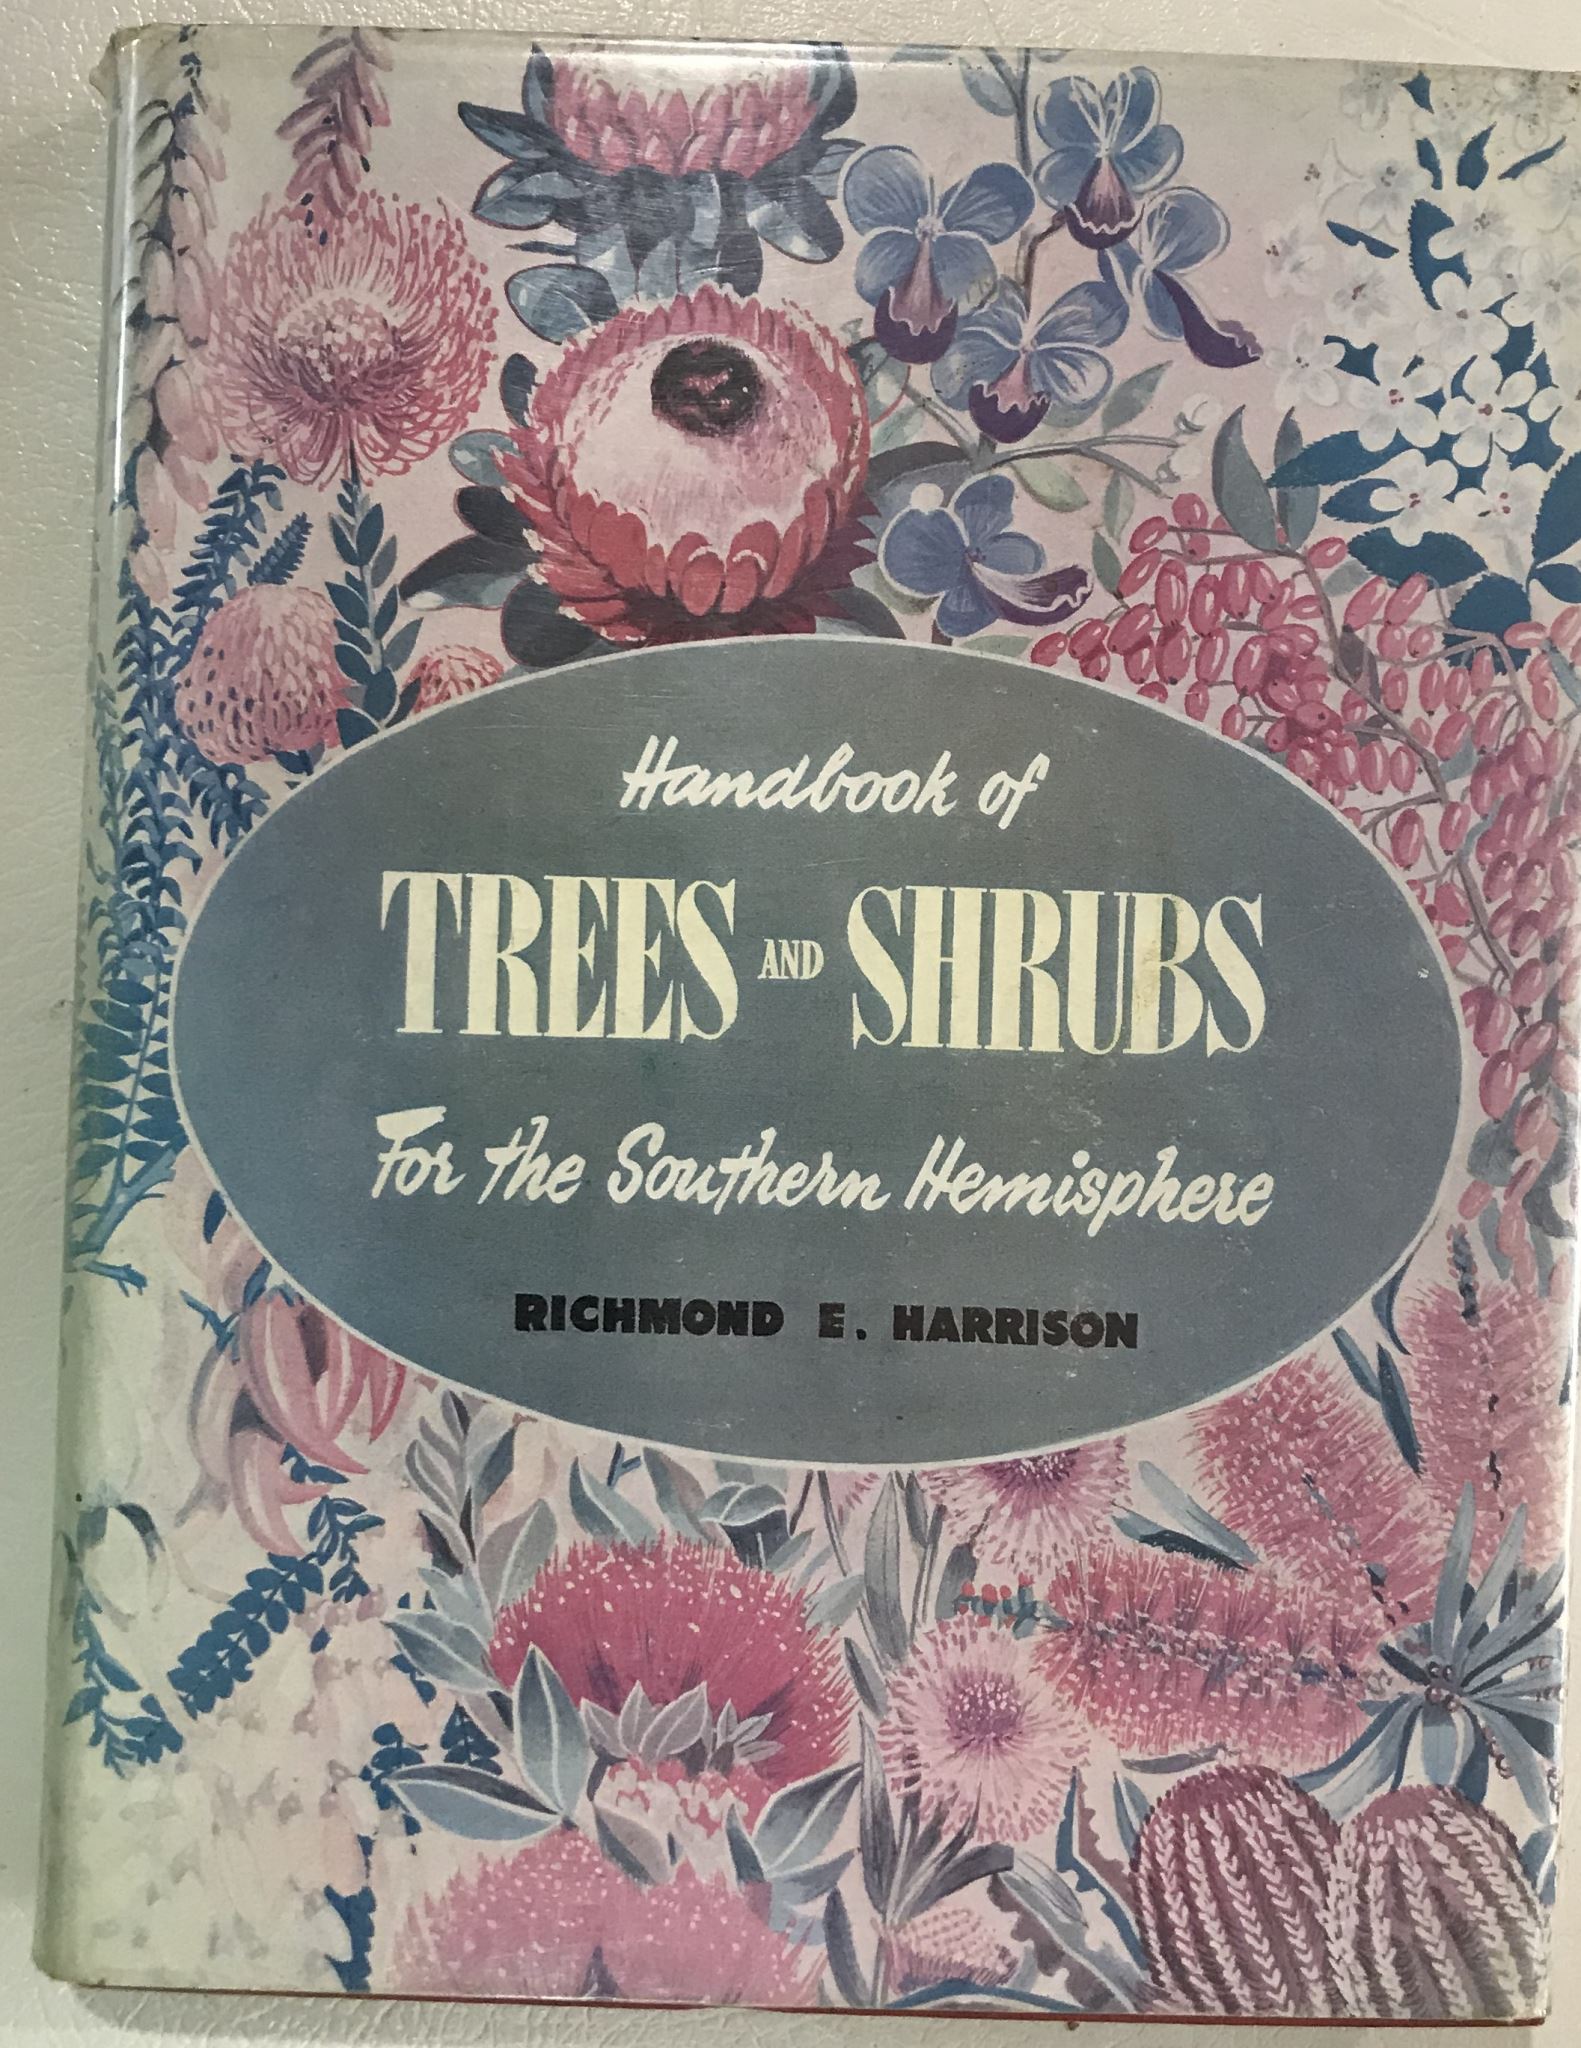 Handbook of
TREES AND SHRUBS
For the Southern Hemisphere
RICHMOND E. HARRISON